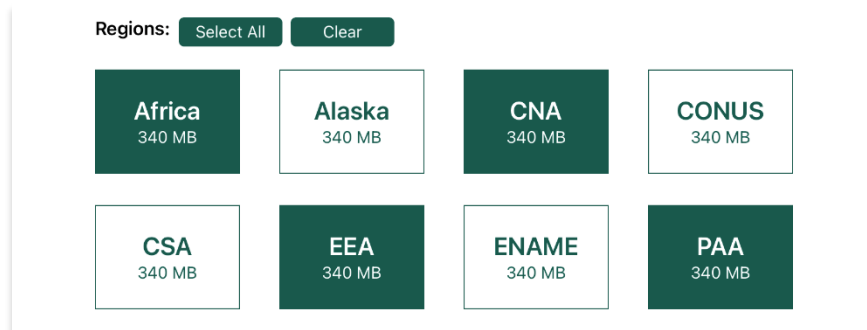 Regions: Select All Clear
Africa Alaska CNA CONUS
340 MB 340 MB 340 MB 340 MB
CSA EEA ENAME PAA
340 MB 340 MB 340 MB 340 MB